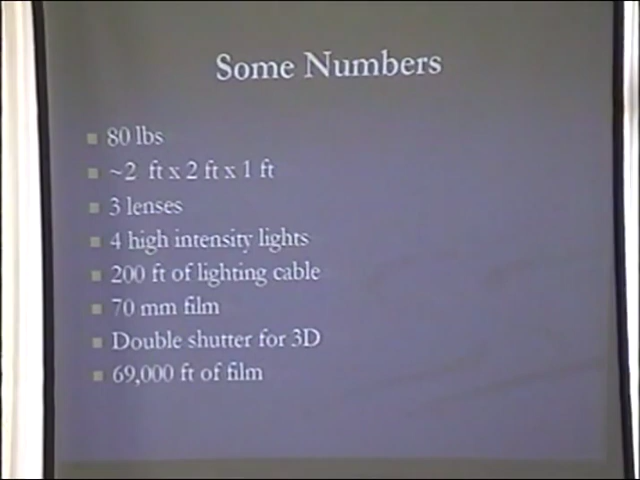 Some Numbers
80 lbs
~2 ft x 2 ft x 1 ft
3 lenses
4 high intensity lights
200 ft of lighting cable
70 mm film
Double shutter for 3D
69,000 ft of film